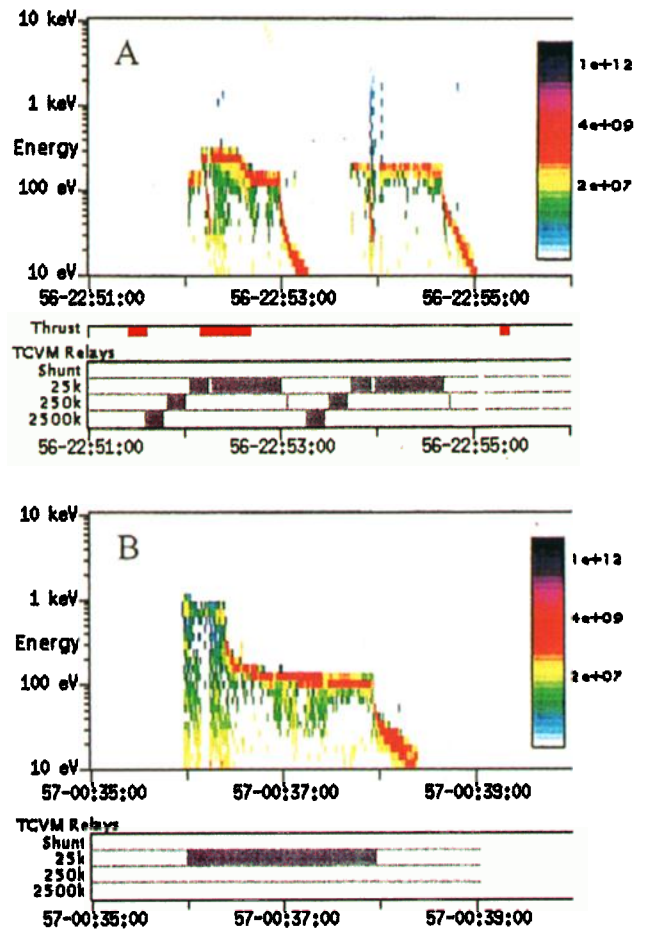 10 keV
A
1e+12
1 keV
4e+09
Energy
100 eV
2e+07
10 eV
56-22:51:00 56-22:53:00 56-22:55:00
Thrust
TCVM Relays
Shunt
25k
250k
2500k
56-22:51:00 56-22:53:00 56-22:55:00
10 keV
B
1e+12
1 keV
4e+09
Energy
100 eV
2e+07
10 eV
57-00:35:00 57-00:37:00 57-00:39:00
TCVM Relays
Shunt
25k
250k
2500k
57-00:35:00 57-00:37:00 57-00:39:00